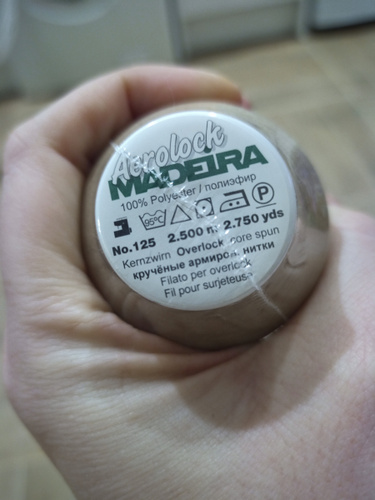 Aerolock
MADEIRA
100% Polyester / полиэфир
95°C P
No.125 2.500 m 2.750 yds
Kernzwirn Overlock core spun
кручёные армиров. нитки
Filato per overlock
Fil pour surjeteuse